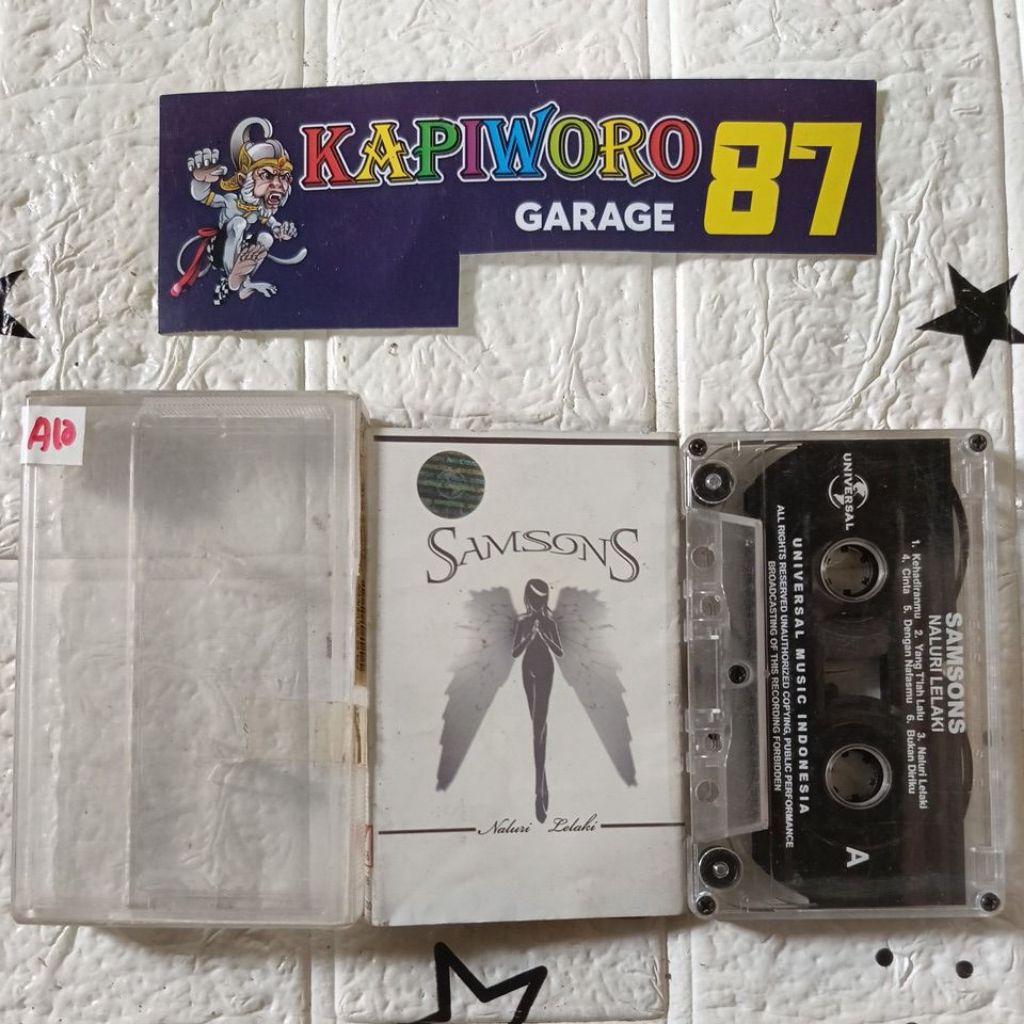 KAPIWORO 87
GARAGE
A10
SAMSONS
Naluri Lelaki
UNIVERSAL
SAMSONS
NALURI LELAKI
1. Kehadiranmu 2. Yang T'lah Lalu 3. Naluri Lelaki
4. Cinta 5. Dengan Nafasmu 6. Bukan Diriku
A
UNIVERSAL MUSIC INDONESIA
ALL RIGHTS RESERVED UNAUTHORIZED COPYING, PUBLIC PERFORMANCE
BROADCASTING OF THIS RECORDING FORBIDDEN